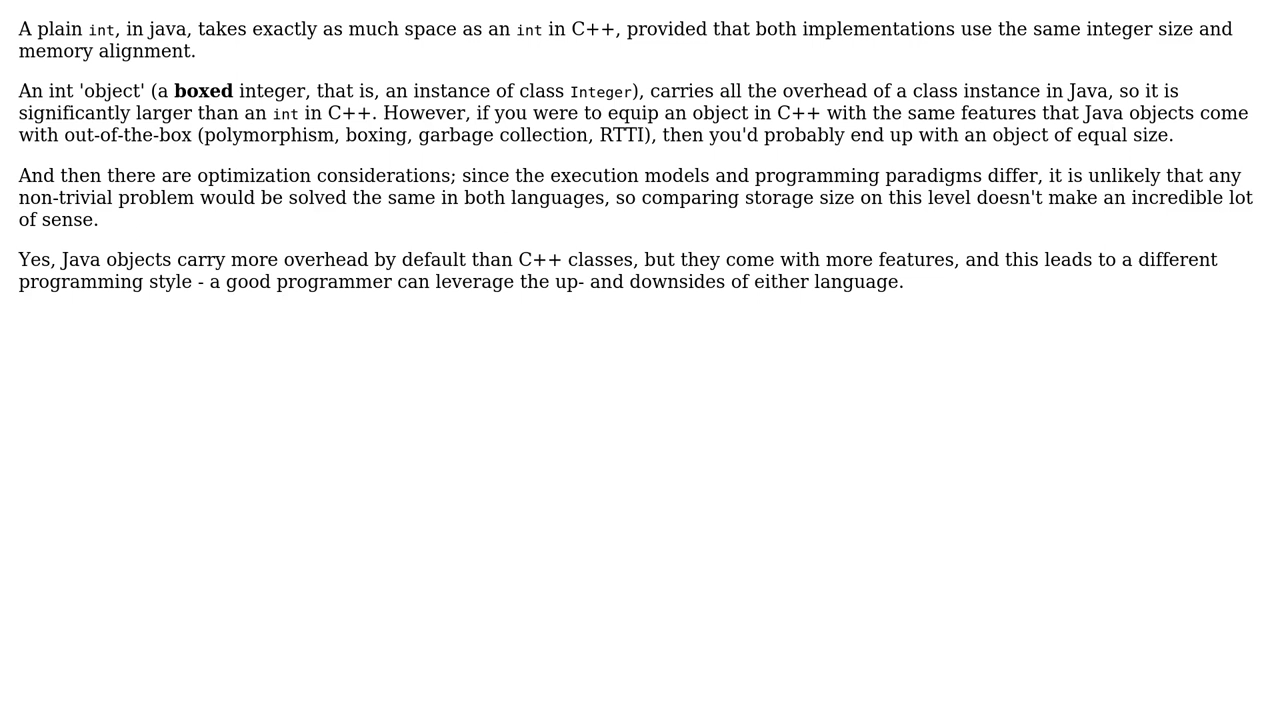 A plain int, in java, takes exactly as much space as an int in C++, provided that both implementations use the same integer size and
memory alignment.
An int 'object' (a boxed integer, that is, an instance of class Integer), carries all the overhead of a class instance in Java, so it is
significantly larger than an int in C++. However, if you were to equip an object in C++ with the same features that Java objects come
with out-of-the-box (polymorphism, boxing, garbage collection, RTTI), then you'd probably end up with an object of equal size.
And then there are optimization considerations; since the execution models and programming paradigms differ, it is unlikely that any
non-trivial problem would be solved the same in both languages, so comparing storage size on this level doesn't make an incredible lot
of sense.
Yes, Java objects carry more overhead by default than C++ classes, but they come with more features, and this leads to a different
programming style - a good programmer can leverage the up- and downsides of either language.